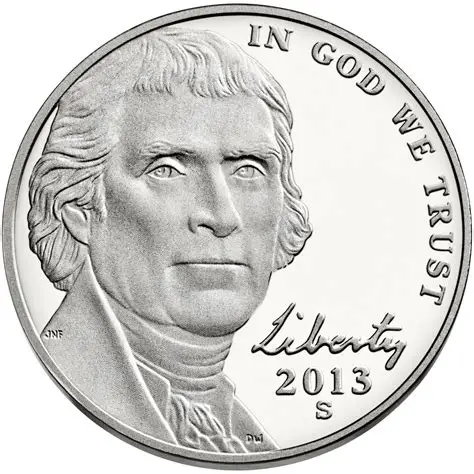 IN GOD WE TRUST
Liberty
2013
S
JNF
DW